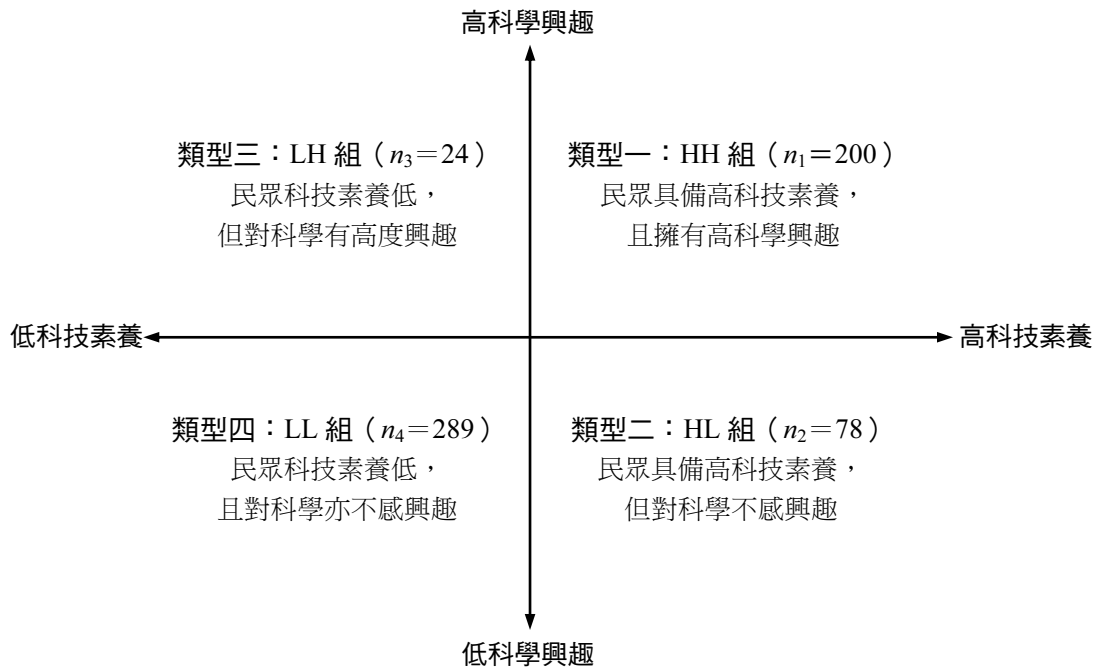 高科學興趣
類型三：LH 組（n3＝24）
民眾科技素養低，
但對科學有高度興趣
類型一：HH 組（n1＝200）
民眾具備高科技素養，
且擁有高科學興趣
低科技素養
高科技素養
類型四：LL 組（n4＝289）
民眾科技素養低，
且對科學亦不感興趣
類型二：HL 組（n2＝78）
民眾具備高科技素養，
但對科學不感興趣
低科學興趣